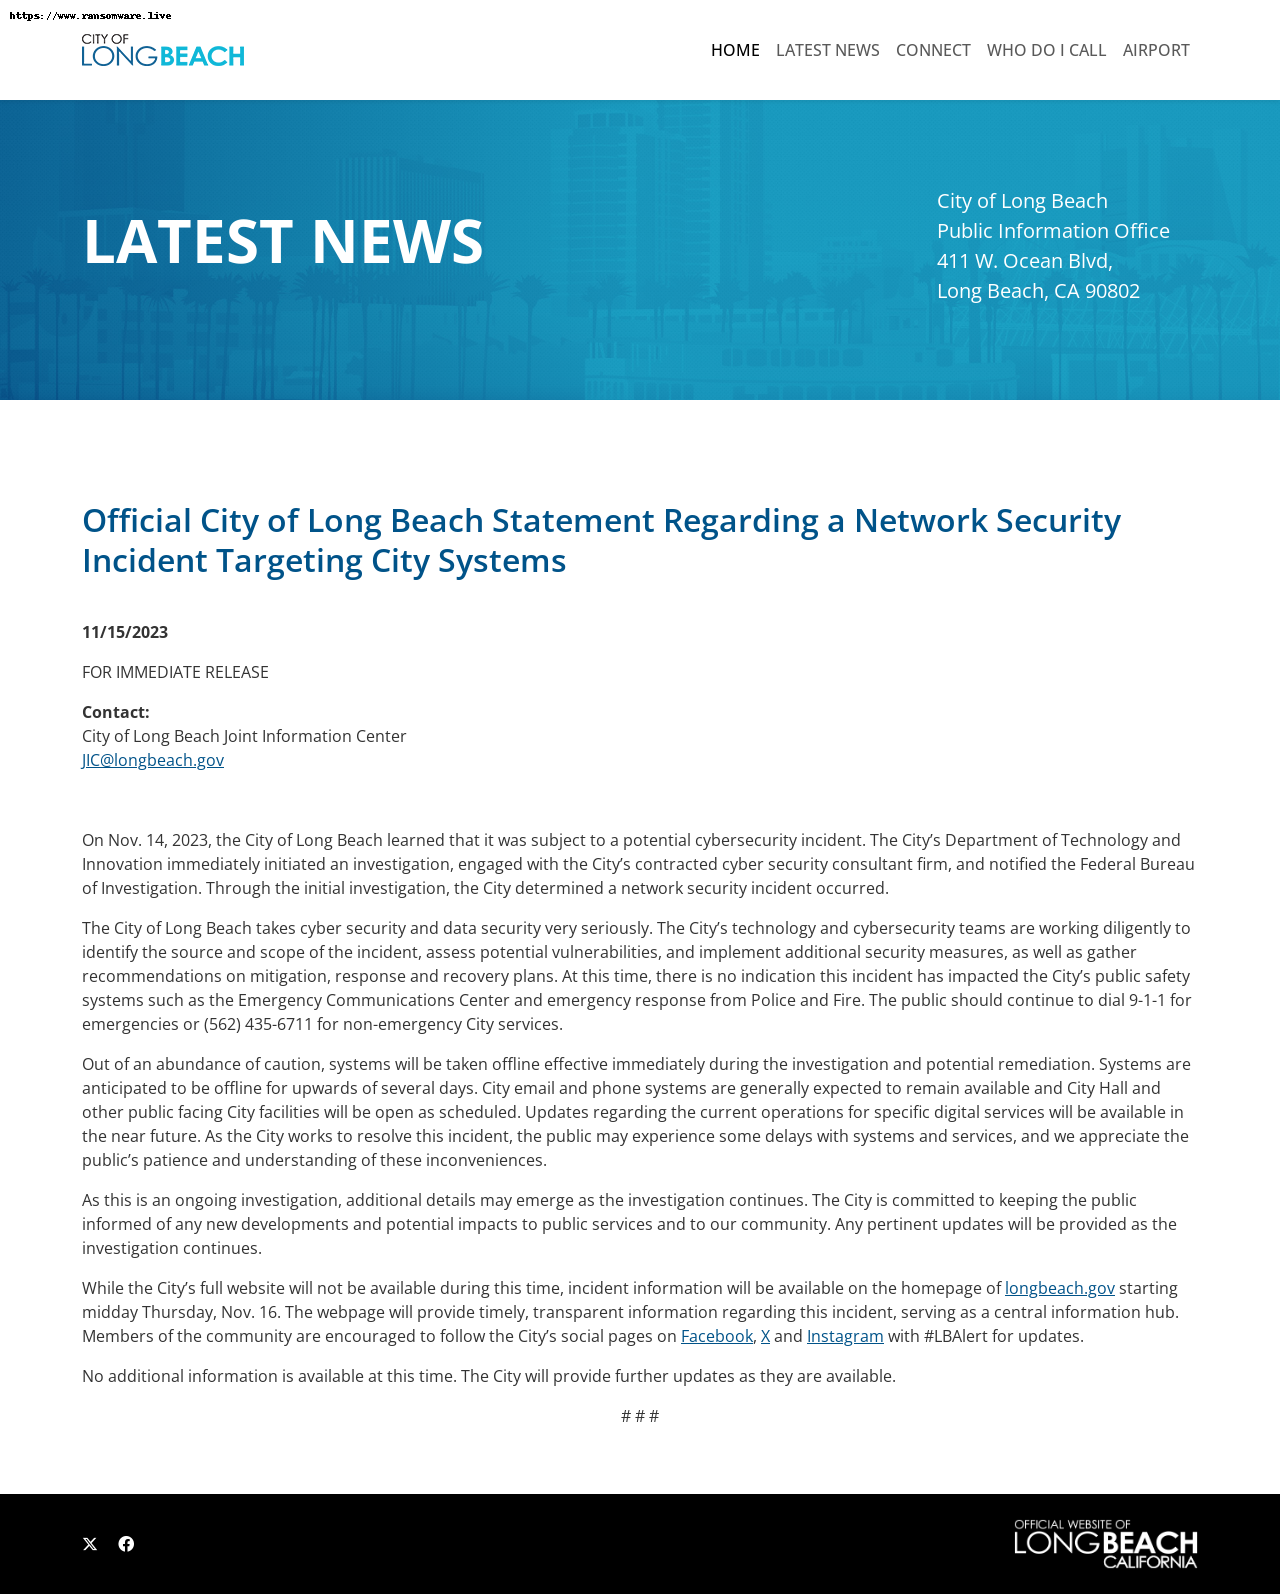 https://www.ransomware.live
CITY OF
LONGBEACH
HOME LATEST NEWS CONNECT WHO DO I CALL AIRPORT
LATEST NEWS
City of Long Beach
Public Information Office
411 W. Ocean Blvd,
Long Beach, CA 90802
Official City of Long Beach Statement Regarding a Network Security
Incident Targeting City Systems
11/15/2023
FOR IMMEDIATE RELEASE
Contact:
City of Long Beach Joint Information Center
JIC@longbeach.gov
On Nov. 14, 2023, the City of Long Beach learned that it was subject to a potential cybersecurity incident. The City’s Department of Technology and
Innovation immediately initiated an investigation, engaged with the City’s contracted cyber security consultant firm, and notified the Federal Bureau
of Investigation. Through the initial investigation, the City determined a network security incident occurred.
The City of Long Beach takes cyber security and data security very seriously. The City’s technology and cybersecurity teams are working diligently to
identify the source and scope of the incident, assess potential vulnerabilities, and implement additional security measures, as well as gather
recommendations on mitigation, response and recovery plans. At this time, there is no indication this incident has impacted the City’s public safety
systems such as the Emergency Communications Center and emergency response from Police and Fire. The public should continue to dial 9-1-1 for
emergencies or (562) 435-6711 for non-emergency City services.
Out of an abundance of caution, systems will be taken offline effective immediately during the investigation and potential remediation. Systems are
anticipated to be offline for upwards of several days. City email and phone systems are generally expected to remain available and City Hall and
other public facing City facilities will be open as scheduled. Updates regarding the current operations for specific digital services will be available in
the near future. As the City works to resolve this incident, the public may experience some delays with systems and services, and we appreciate the
public’s patience and understanding of these inconveniences.
As this is an ongoing investigation, additional details may emerge as the investigation continues. The City is committed to keeping the public
informed of any new developments and potential impacts to public services and to our community. Any pertinent updates will be provided as the
investigation continues.
While the City’s full website will not be available during this time, incident information will be available on the homepage of longbeach.gov starting
midday Thursday, Nov. 16. The webpage will provide timely, transparent information regarding this incident, serving as a central information hub.
Members of the community are encouraged to follow the City’s social pages on Facebook, X and Instagram with #LBAlert for updates.
No additional information is available at this time. The City will provide further updates as they are available.
# # #
OFFICIAL WEBSITE OF
LONGBEACH
CALIFORNIA